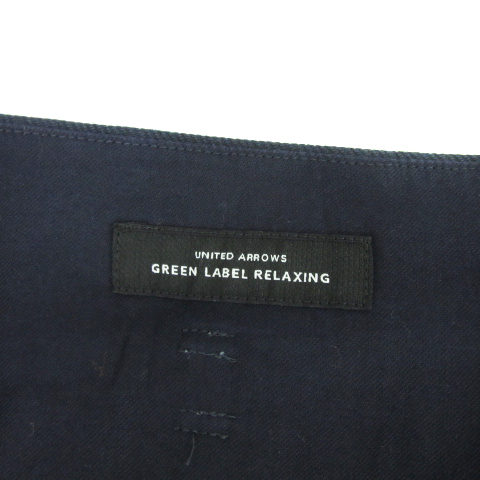 UNITED ARROWS
GREEN LABEL RELAXING